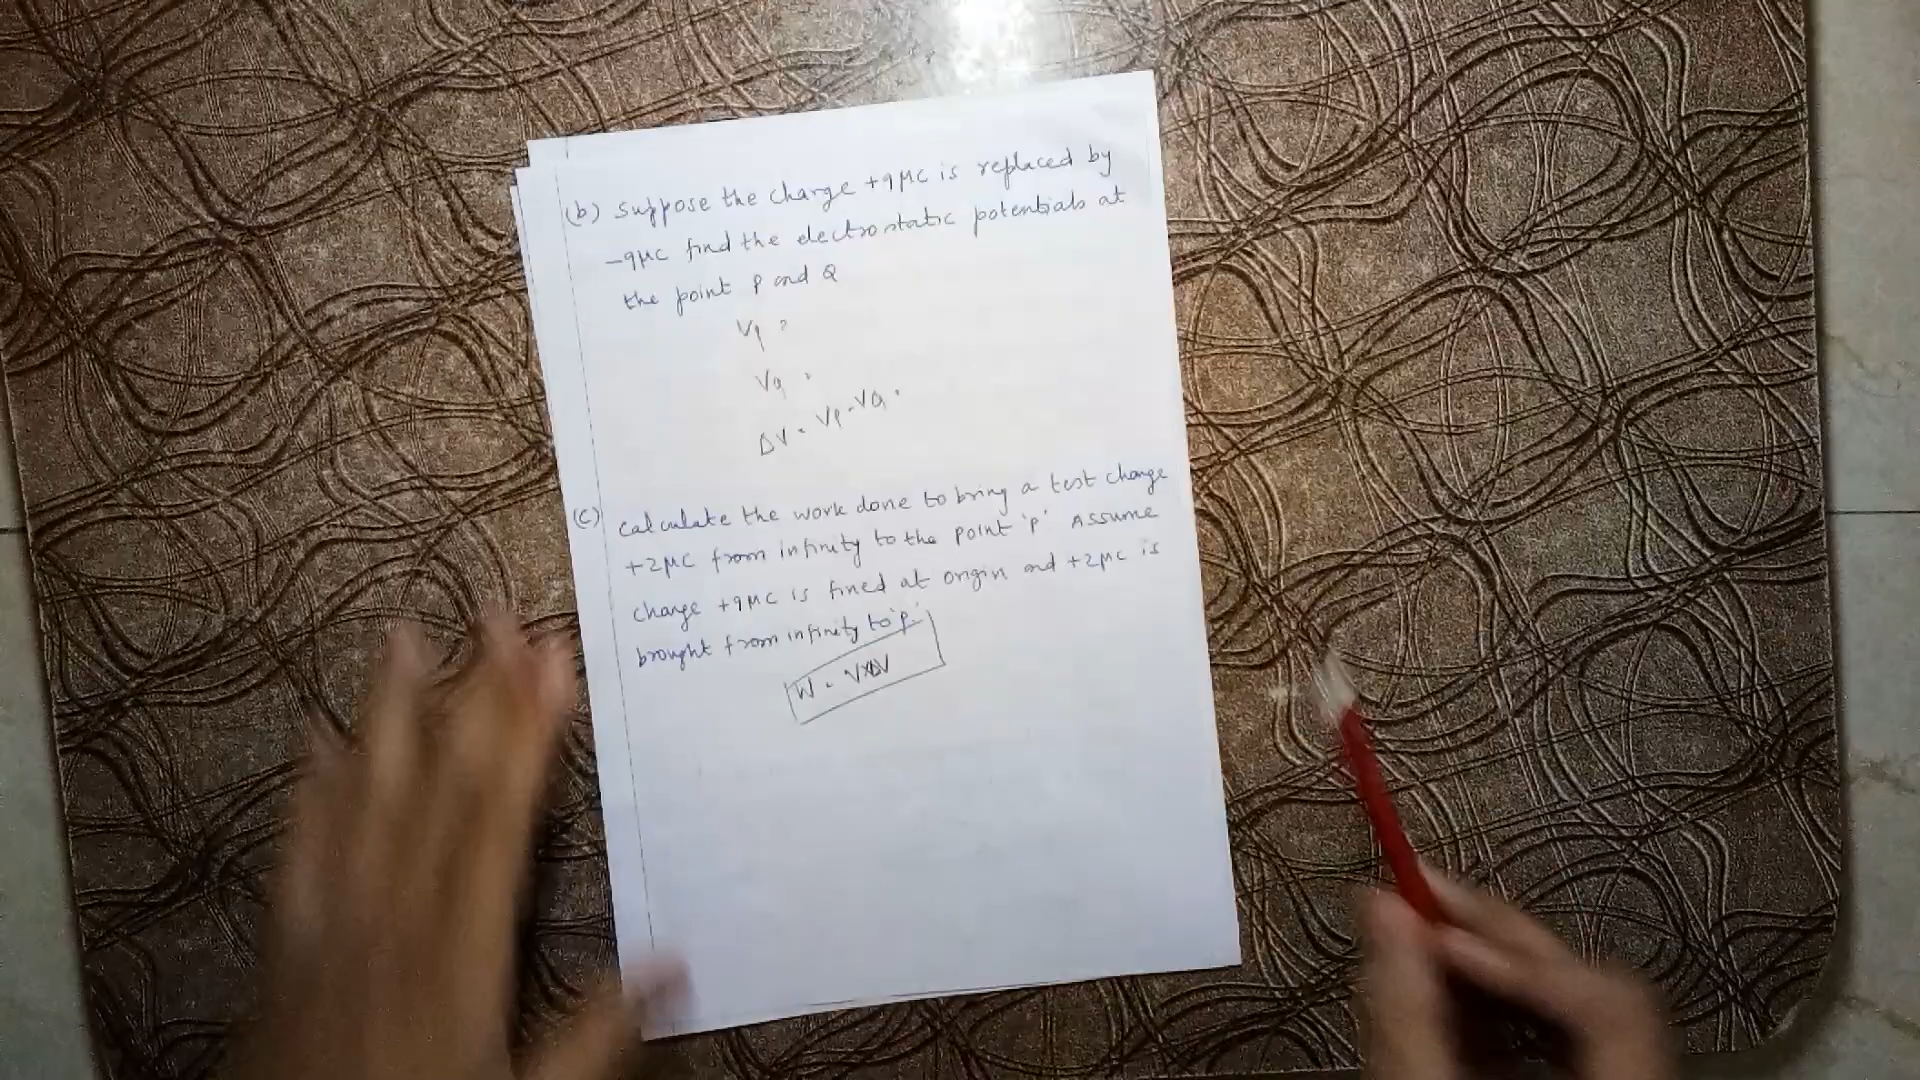 (b) suppose the charge +9μc is replaced by
-9μc find the electrostatic potentials at
the point P and Q
Vp =
VQ =
ΔV = VP - VQ =
(c) calculate the work done to bring a test charge
+2μc from infinity to the point 'p' Assume
charge +9μc is fined at origin and +2μc is
brought from infinity to 'p'
W = V×ΔV